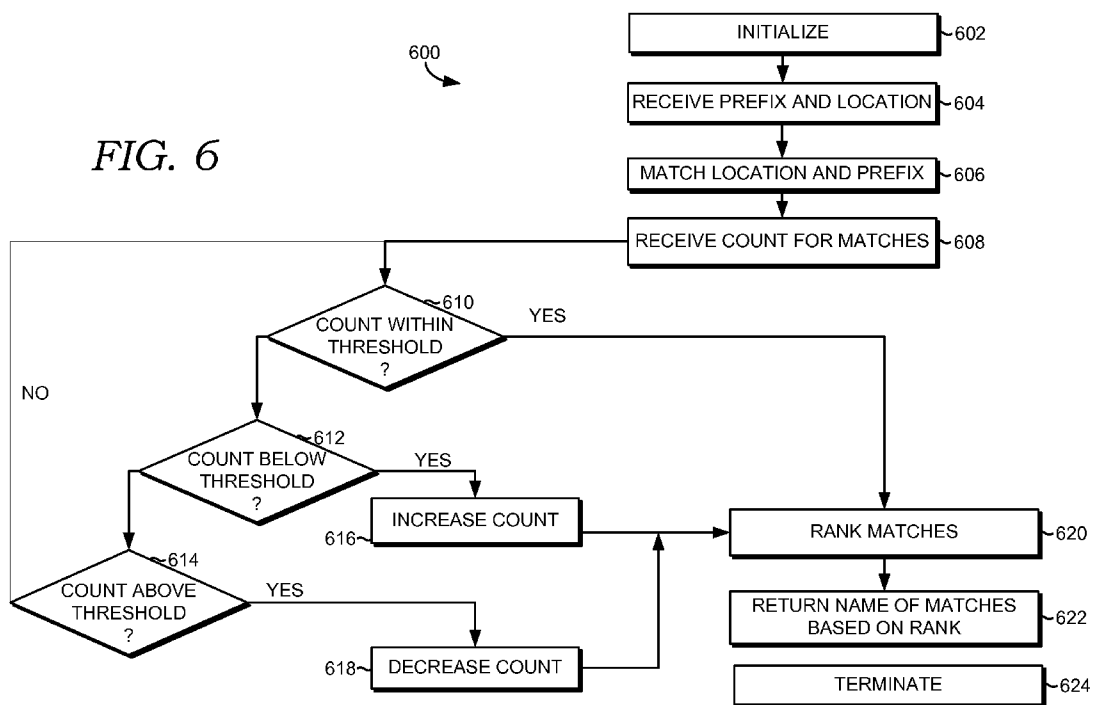 INITIALIZE
602
600
RECEIVE PREFIX AND LOCATION
604
FIG. 6
MATCH LOCATION AND PREFIX
606
RECEIVE COUNT FOR MATCHES
608
610
COUNT WITHIN
THRESHOLD
?
YES
NO
612
COUNT BELOW
THRESHOLD
?
YES
INCREASE COUNT
616
RANK MATCHES
620
614
COUNT ABOVE
THRESHOLD
?
YES
RETURN NAME OF MATCHES
BASED ON RANK
622
DECREASE COUNT
618
TERMINATE
624